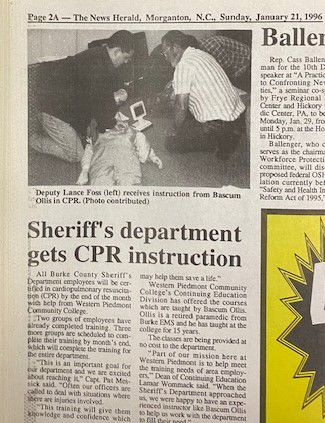 Page 2A — The News Herald, Morganton, N.C., Sunday, January 21, 1996
Deputy Lance Foss (left) receives instruction from Bascum
Ollis in CPR. (Photo contributed)
Sheriff's department
gets CPR instruction
All Burke County Sheriff's
Department employees will be cer-
tified in cardiopulmonary resuscita-
tion (CPR) by the end of the month
with help from Western Piedmont
Community College.
Two groups of employees have
already completed training. Three
more groups are scheduled to com-
plete their training by month's end,
which will complete the training for
the entire department.
"This is an important goal for
our department and we are excited
about reaching it," Capt. Pat
sick said. "Often our officers are
called to deal with situations where
there are injuries involved.
"This training will give them
knowledge and confidence which
may help them save a life."
Western Piedmont Community
College's Continuing Education
Division has offered the courses
which are taught by Bascum Ollis.
Ollis is a retired paramedic from
Burke EMS and he has taught at the
college for 15 years.
The classes are being provided at
no cost to the department.
"Part of our mission here at
Western Piedmont is to help meet
the training needs of area employ-
ers," Dean of Continuing Education
Lanar Wommack said. "When the
Sheriff's Department approached
us, we were happy to have an expe-
rienced instructor like Bascum Ollis
to help us work with the department
to fill their need."
Ballen
Rep. Cass Ballen
man for the 10th D
speaker at "A Practic
to Confronting New
ties," a seminar co-s
by Frye Regional
Center and Hickory
dic Center, PA, to be
Monday, Jan. 29, fron
until 5 p.m. at the Ho
in Hickory.
Ballenger, who c
serves as the chairma
Workforce Protectio
committee, will dis
proposed federal OSH
lation currently bef
"Safety and Health In
Reform Act of 1995,"